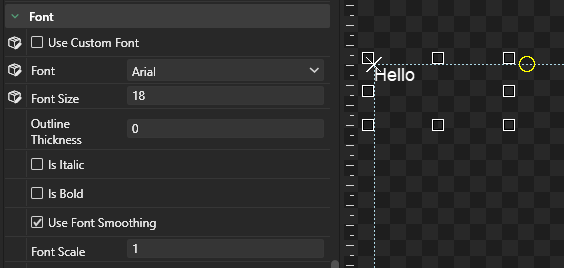 Font
Use Custom Font
Font Arial
Font Size 18
Outline Thickness 0
Is Italic
Is Bold
Use Font Smoothing
Font Scale 1
Hello